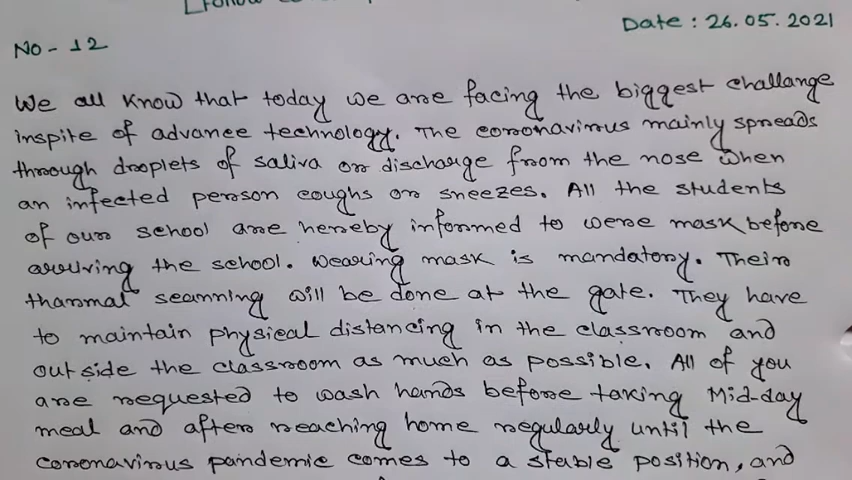 [Follow
Date : 26.05.2021
No - 12
We all know that today we are facing the biggest challange
inspite of advance technology. The coronavirus mainly spreads
through droplets of saliva or discharge from the nose when
an infected person coughs or sneezes. All the students
of our school are hereby informed to were mask before
arriving the school. Wearing mask is mandatory. Their
tharmal scanning will be done at the gate. They have
to maintain physical distancing in the classroom and
outside the classroom as much as possible. All of you
are requested to wash hands before taking Mid-day
meal and after reaching home regularly until the
coronavirus pandemic comes to a stable position, and